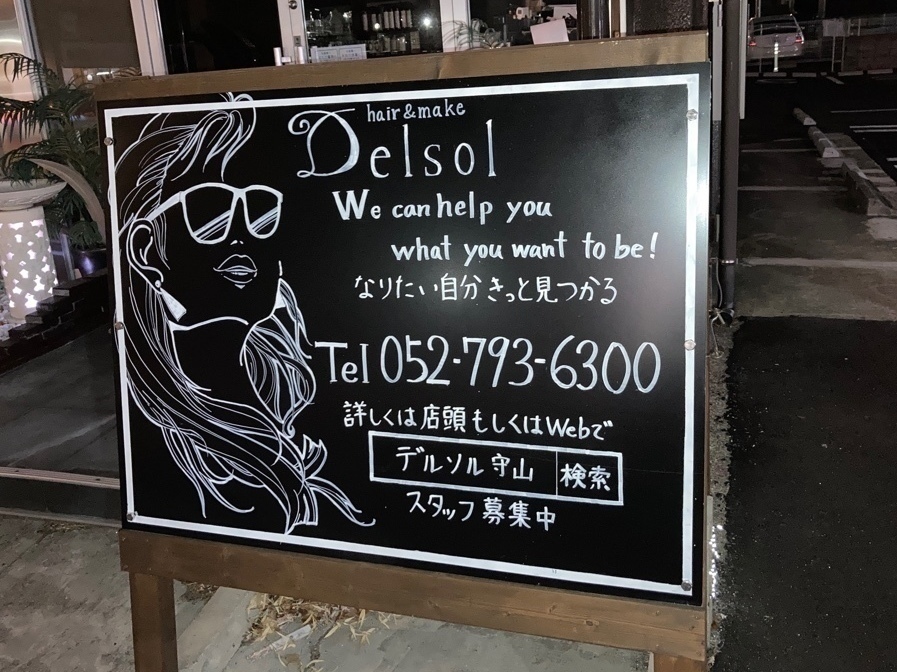 hair&make
Delsol
We can help you
what you want to be!
なりたい自分きっと見つかる
Tel 052-793-6300
詳しくは店頭もしくはWebで
デルソル守山 検索
スタッフ募集中